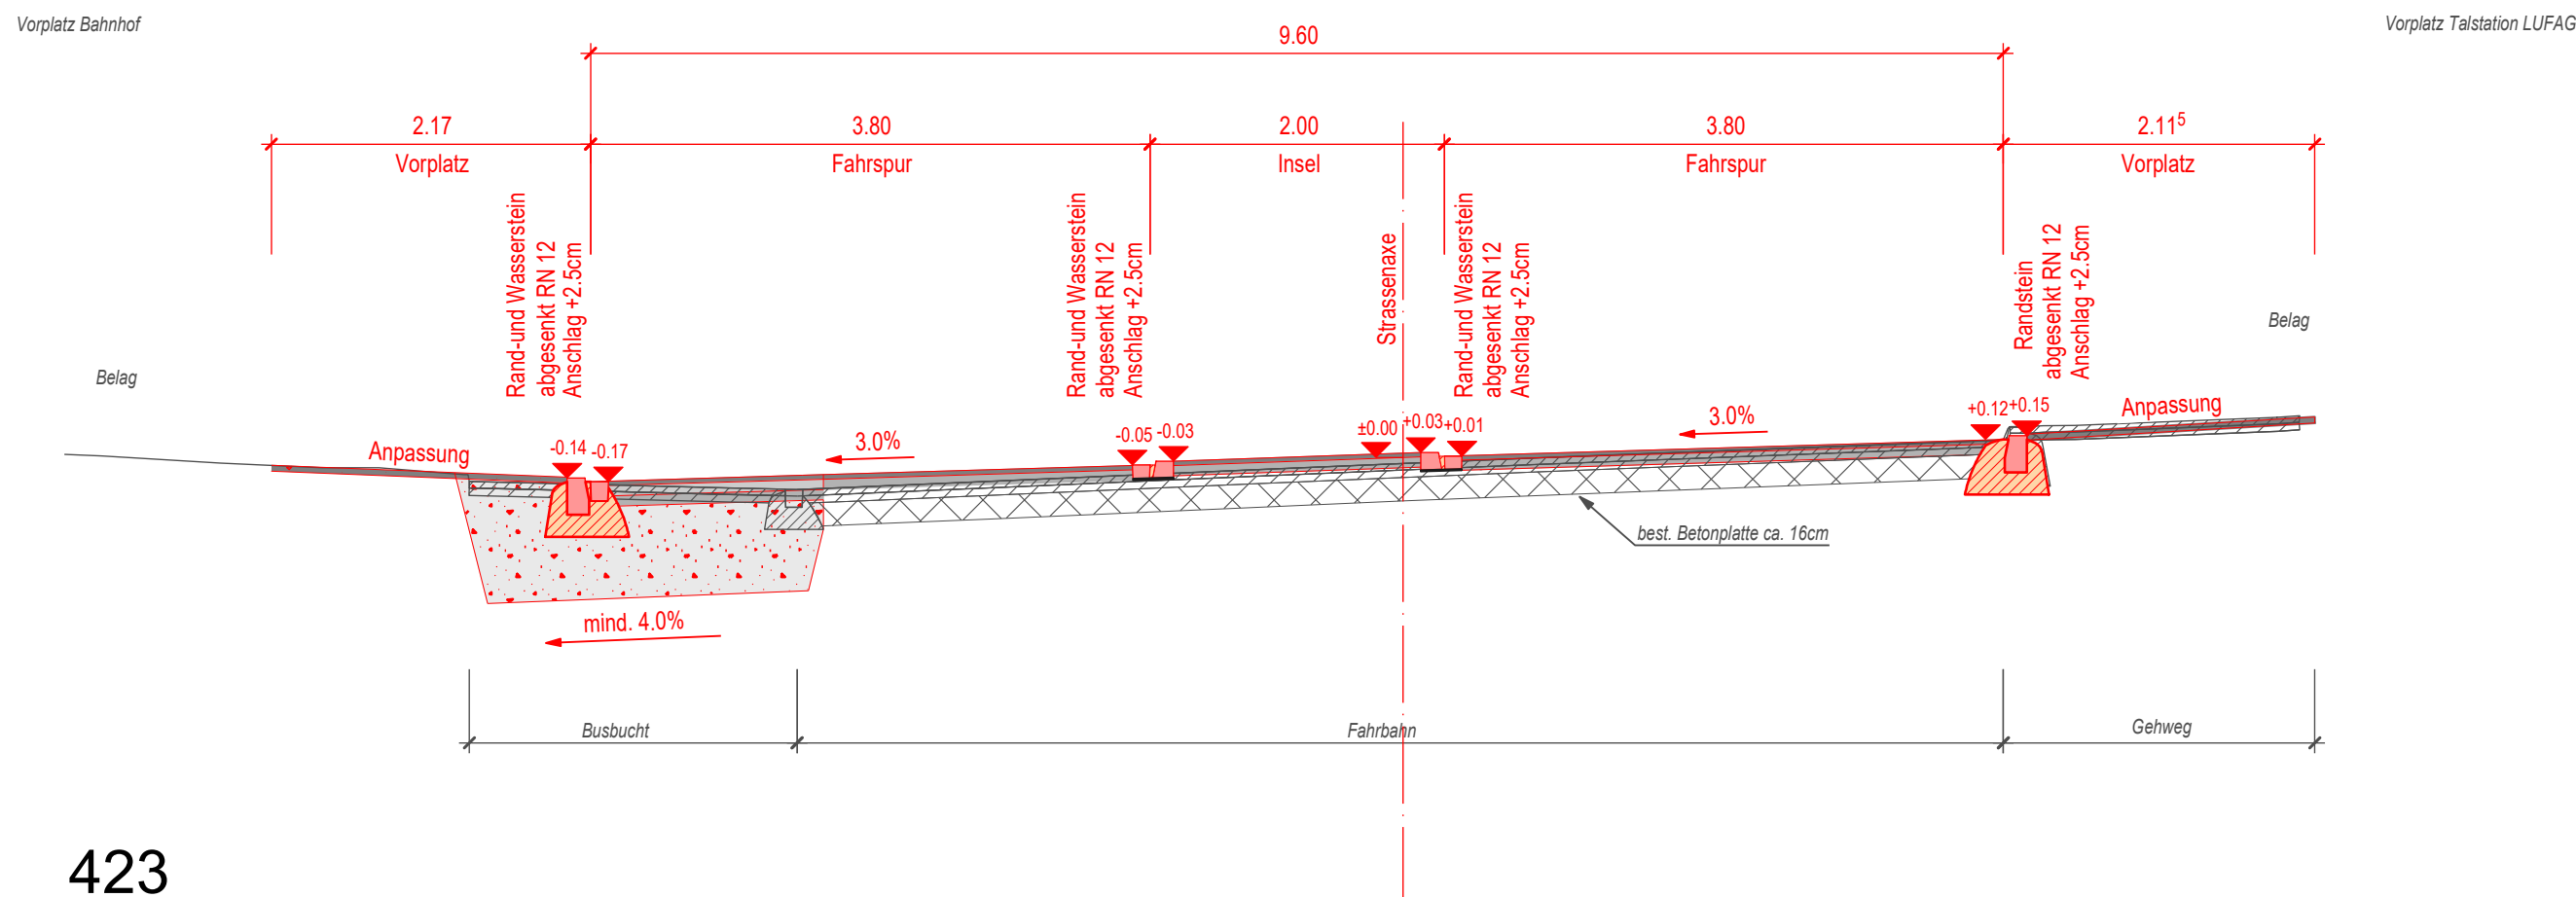 Vorplatz Bahnhof
Vorplatz Talstation LUFAG
9.60
2.17
3.80
2.00
3.80
2.11⁵
Vorplatz
Fahrspur
Insel
Fahrspur
Vorplatz
Rand-und Wasserstein
abgesenkt RN 12
Anschlag +2.5cm
Rand-und Wasserstein
abgesenkt RN 12
Anschlag +2.5cm
Strassenaxe
Rand-und Wasserstein
abgesenkt RN 12
Anschlag +2.5cm
Randstein
abgesenkt RN 12
Anschlag +2.5cm
Belag
Belag
Anpassung
-0.14
-0.17
3.0%
-0.05
-0.03
±0.00
+0.03
+0.01
3.0%
+0.12
+0.15
Anpassung
best. Betonplatte ca. 16cm
mind. 4.0%
Busbucht
Fahrbahn
Gehweg
423